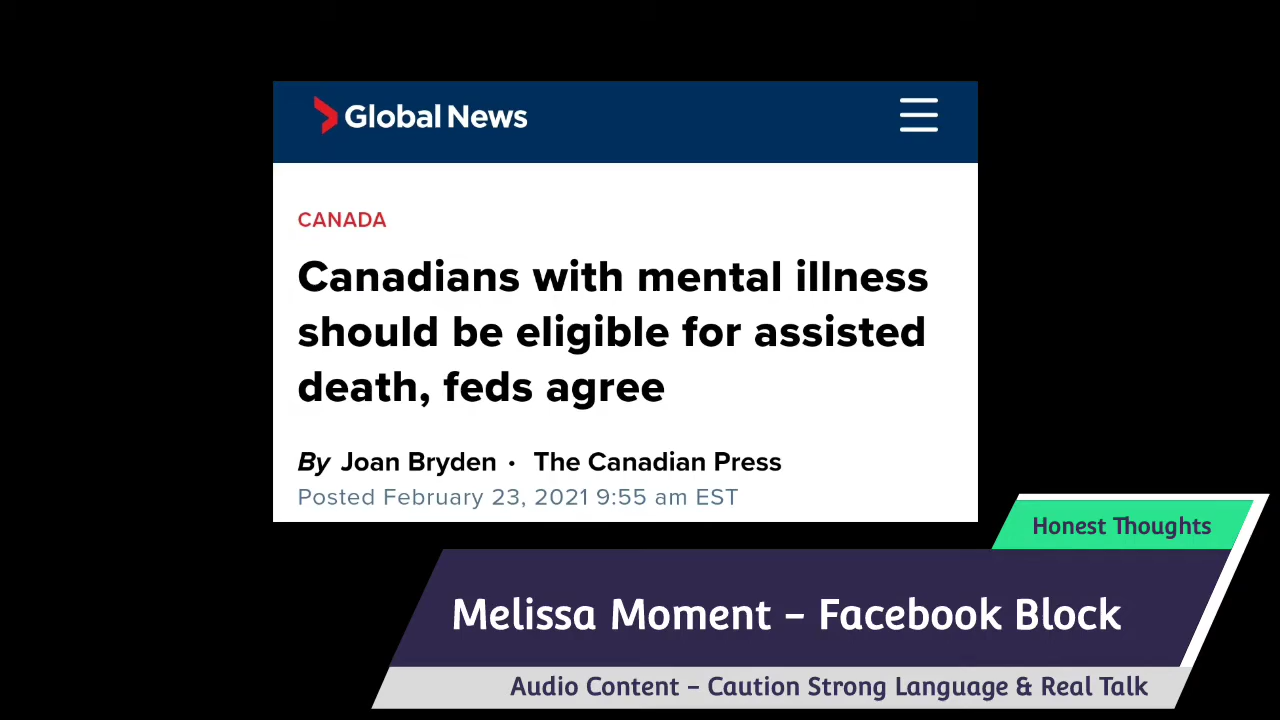 Global News
CANADA
Canadians with mental illness
should be eligible for assisted
death, feds agree
By Joan Bryden • The Canadian Press
Posted February 23, 2021 9:55 am EST
Honest Thoughts
Melissa Moment – Facebook Block
Audio Content – Caution Strong Language & Real Talk